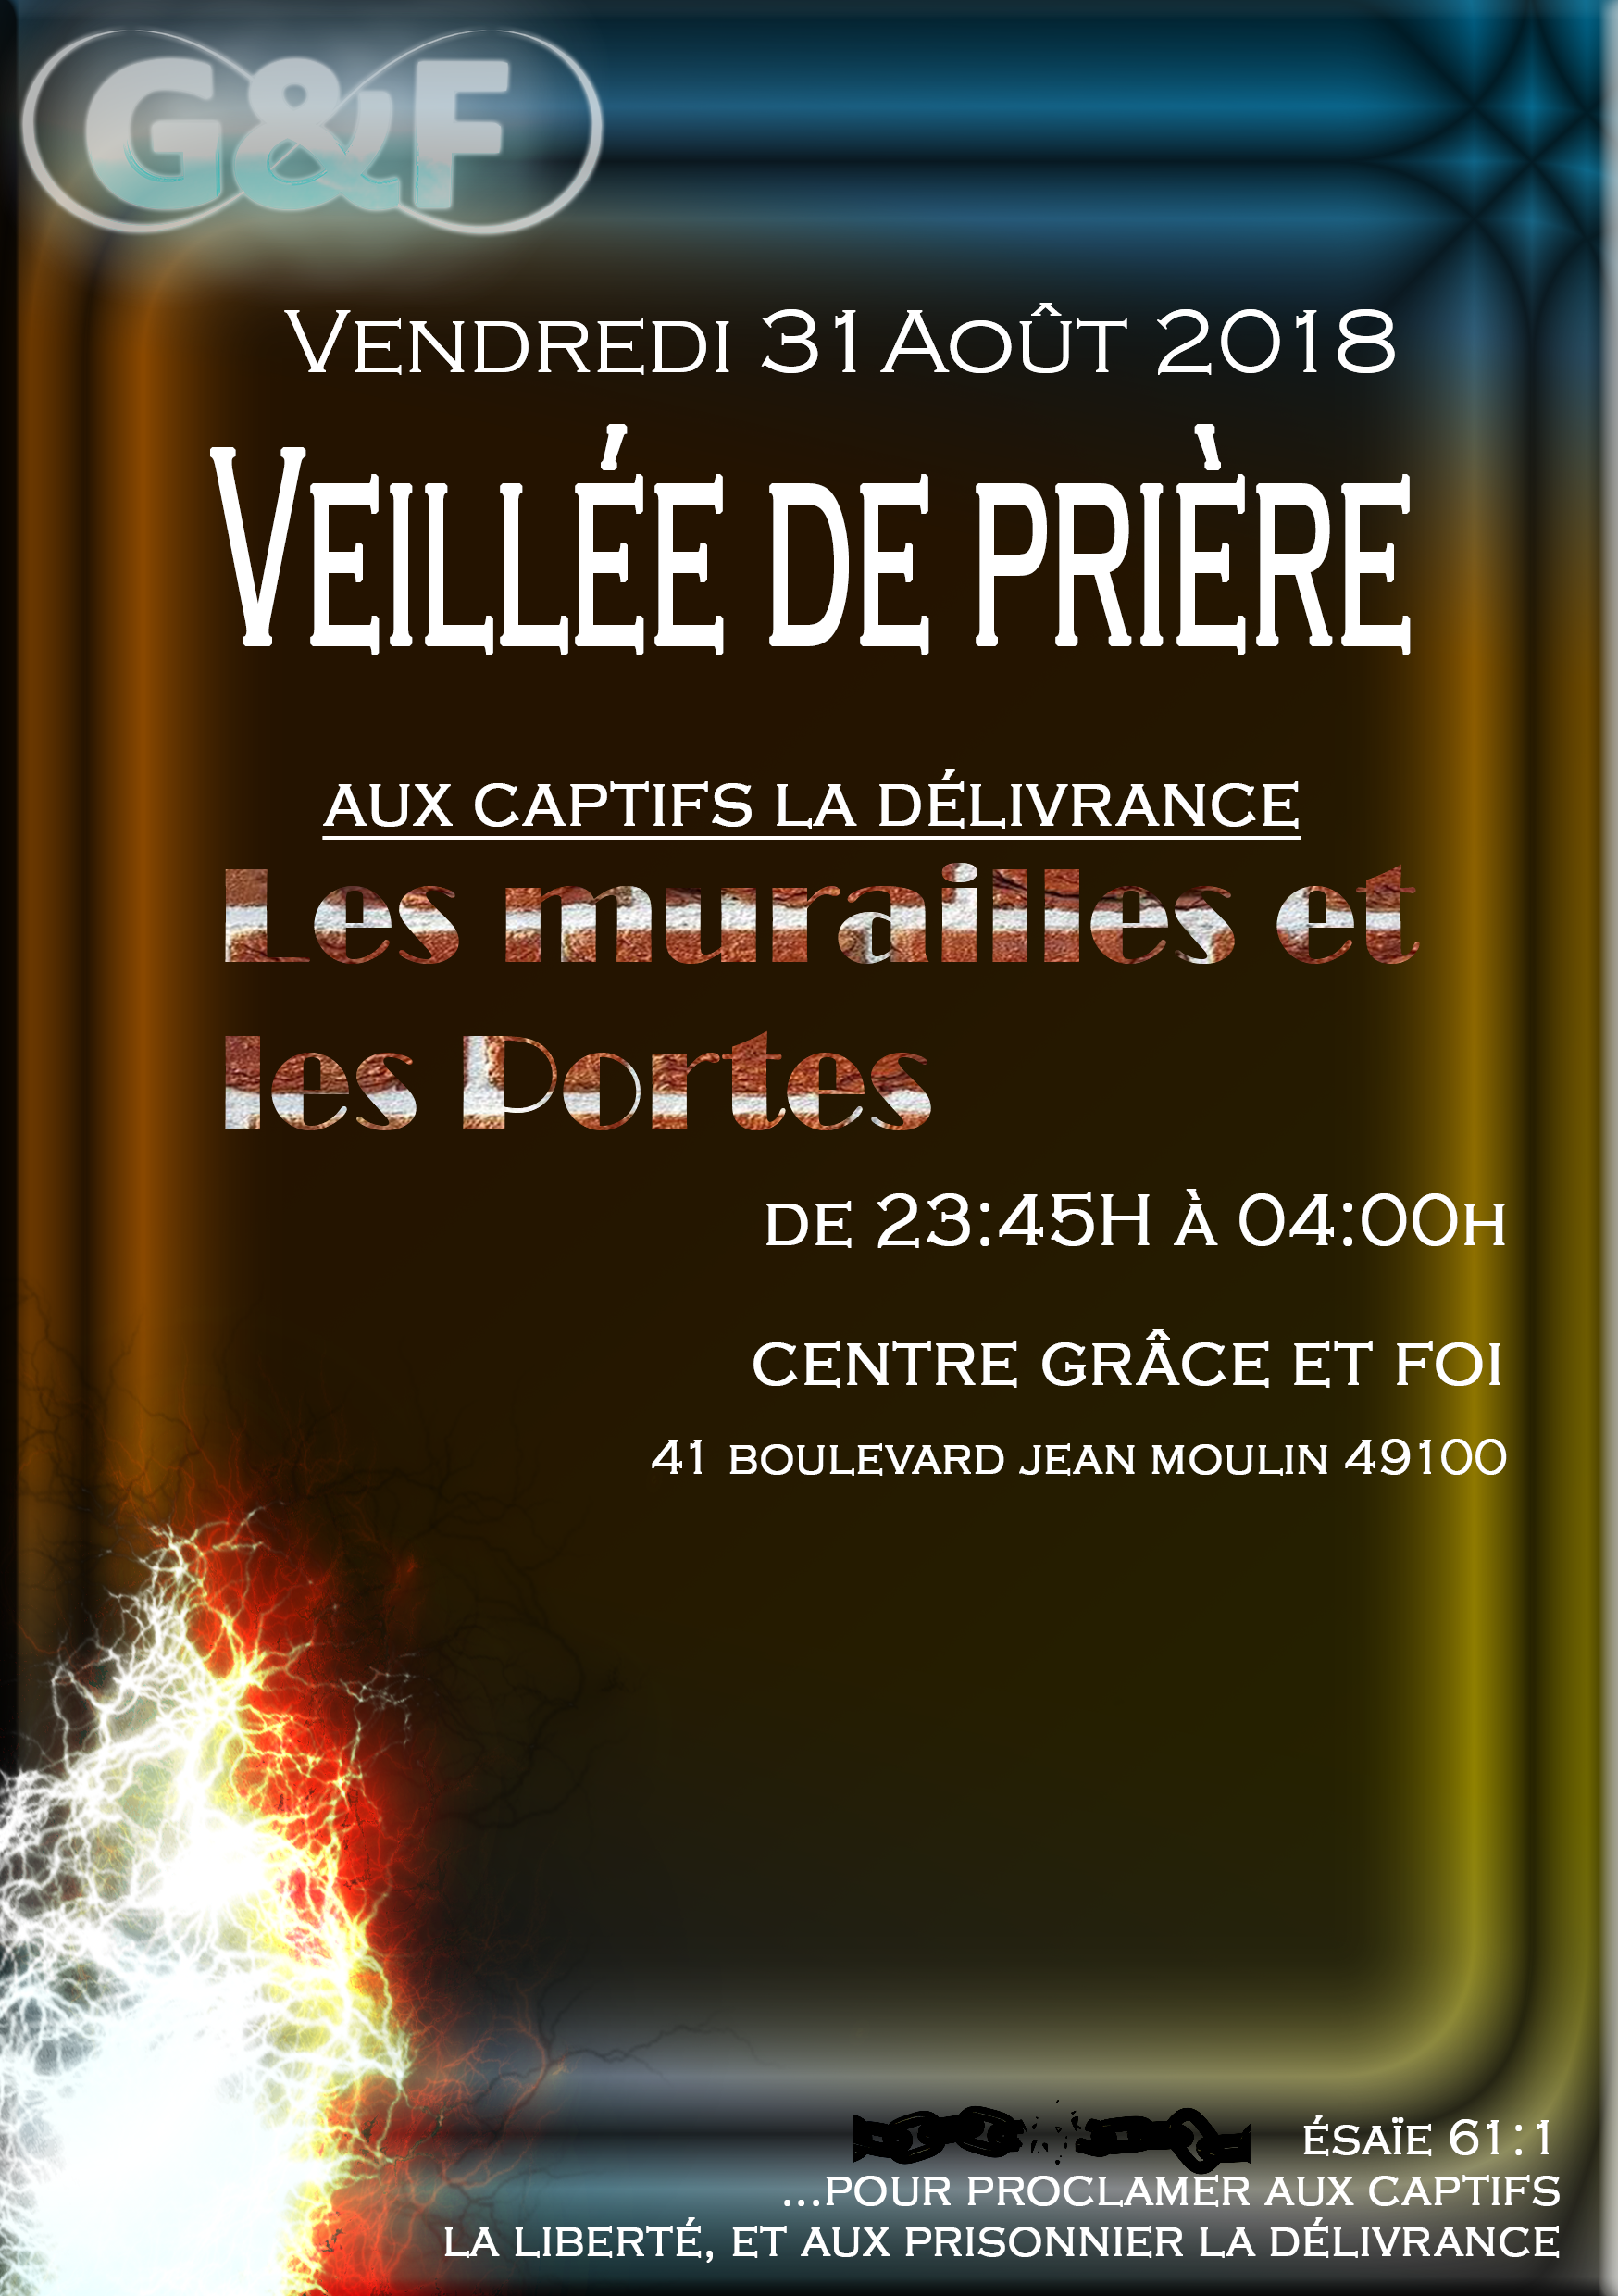 G&F
Vendredi 31 Août 2018
Veillée de prière
aux captifs la délivrance
Les murailles et
les Portes
de 23:45H à 04:00h
centre grâce et foi
41 boulevard jean moulin 49100
ésaïe 61:1
...pour proclamer aux captifs
la liberté, et aux prisonnier la délivrance